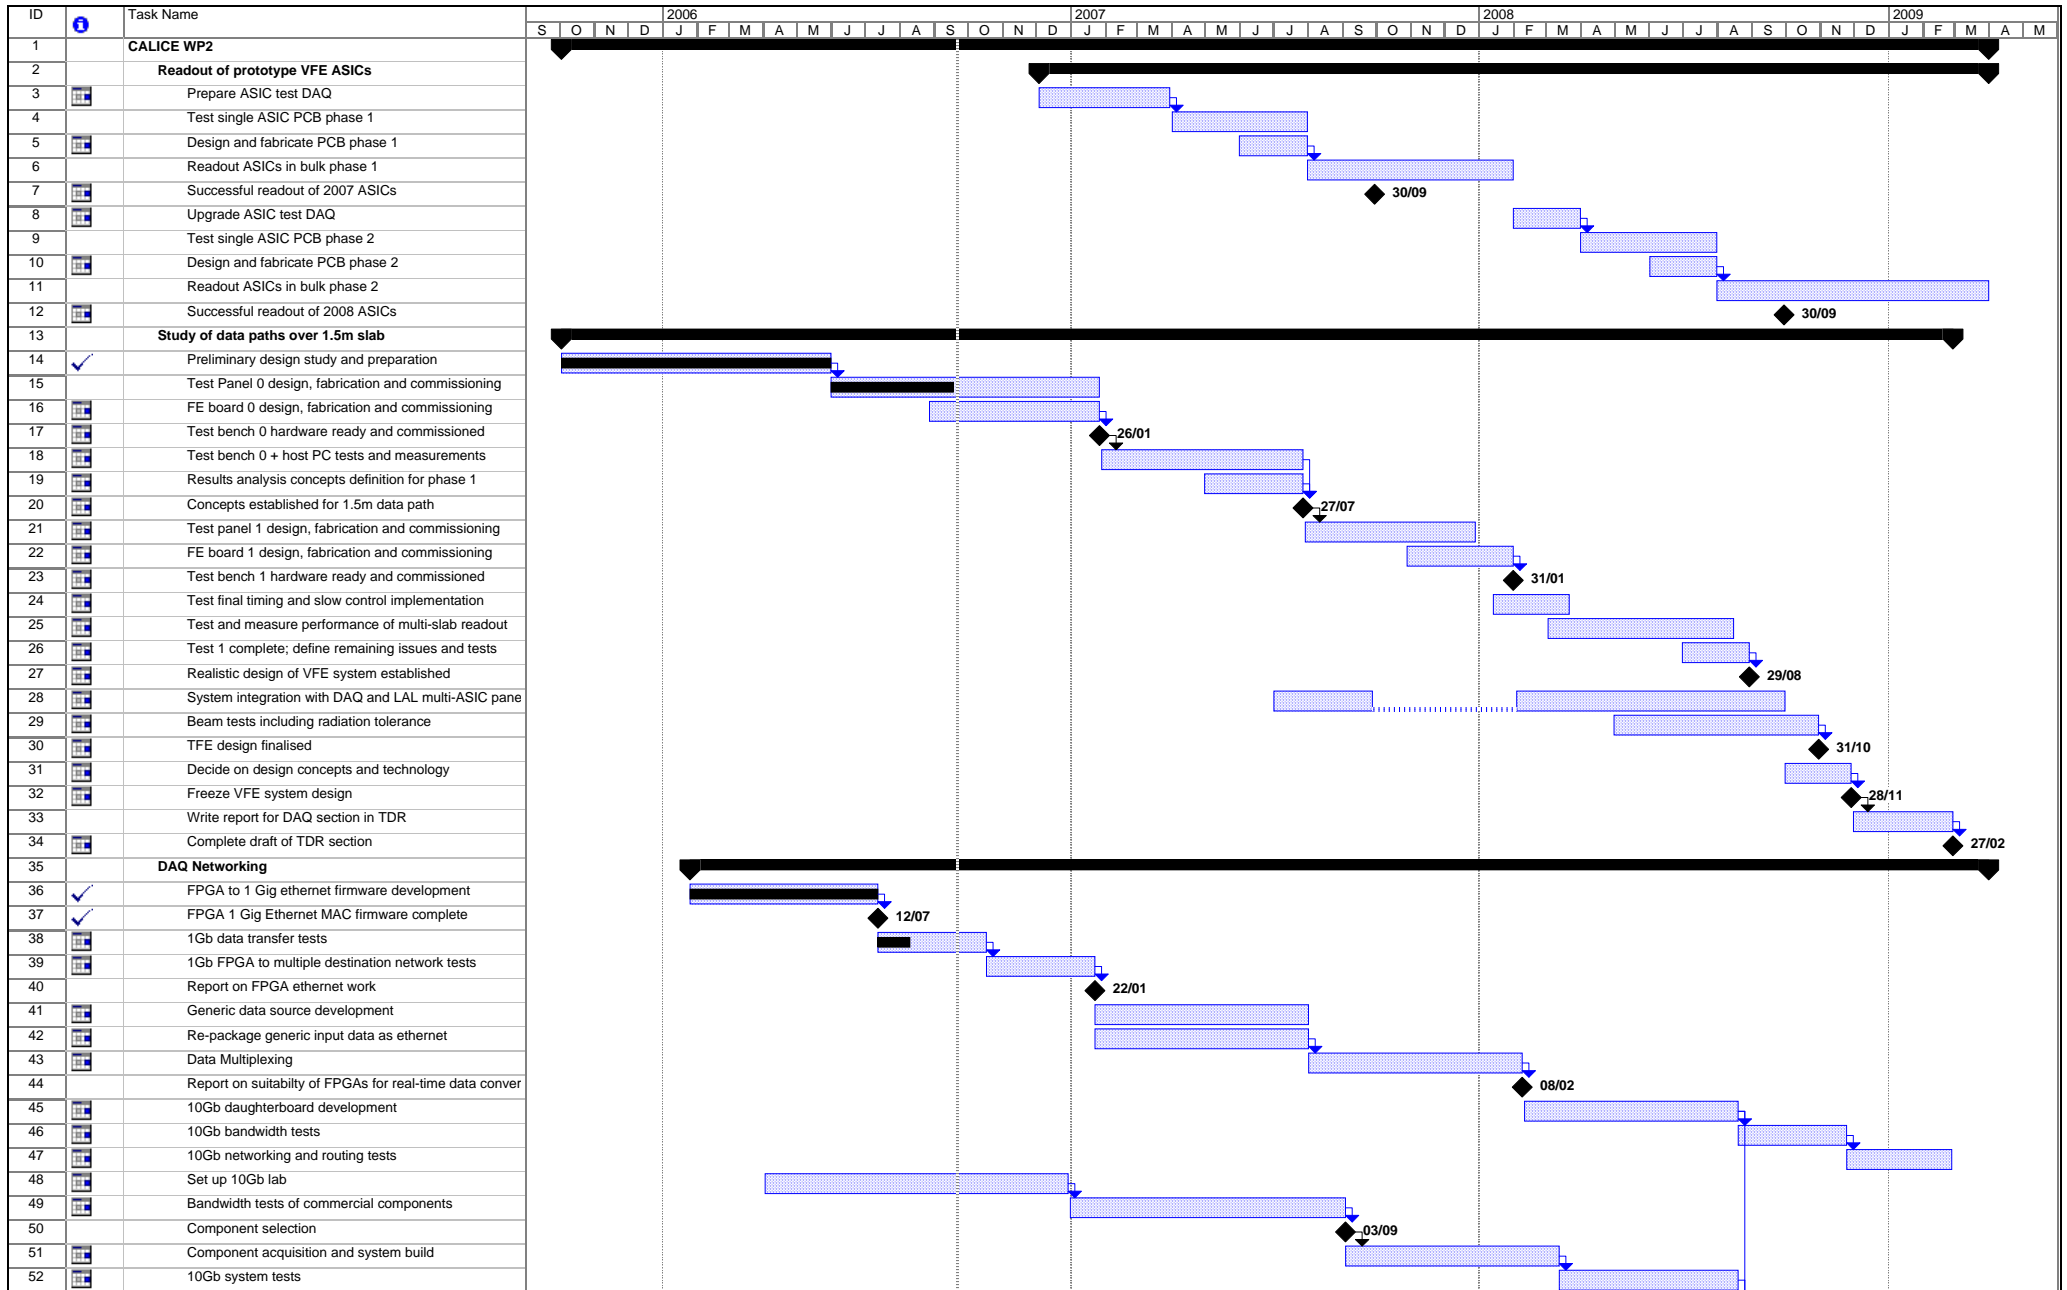 ID Task Name 2006 2007 2008 2009
S O N D J F M A M J J A S O N D J F M A M J J A S O N D J F M A M J J A S O N D J F M A M
1 CALICE WP2
2 Readout of prototype VFE ASICs
3 Prepare ASIC test DAQ
4 Test single ASIC PCB phase 1
5 Design and fabricate PCB phase 1
6 Readout ASICs in bulk phase 1
7 Successful readout of 2007 ASICs 30/09
8 Upgrade ASIC test DAQ
9 Test single ASIC PCB phase 2
10 Design and fabricate PCB phase 2
11 Readout ASICs in bulk phase 2
12 Successful readout of 2008 ASICs 30/09
13 Study of data paths over 1.5m slab
14 Preliminary design study and preparation
15 Test Panel 0 design, fabrication and commissioning
16 FE board 0 design, fabrication and commissioning
17 Test bench 0 hardware ready and commissioned 26/01
18 Test bench 0 + host PC tests and measurements
19 Results analysis concepts definition for phase 1
20 Concepts established for 1.5m data path 27/07
21 Test panel 1 design, fabrication and commissioning
22 FE board 1 design, fabrication and commissioning
23 Test bench 1 hardware ready and commissioned 31/01
24 Test final timing and slow control implementation
25 Test and measure performance of multi-slab readout
26 Test 1 complete; define remaining issues and tests
27 Realistic design of VFE system established 29/08
28 System integration with DAQ and LAL multi-ASIC pane
29 Beam tests including radiation tolerance
30 TFE design finalised 31/10
31 Decide on design concepts and technology
32 Freeze VFE system design 28/11
33 Write report for DAQ section in TDR
34 Complete draft of TDR section 27/02
35 DAQ Networking
36 FPGA to 1 Gig ethernet firmware development
37 FPGA 1 Gig Ethernet MAC firmware complete 12/07
38 1Gb data transfer tests
39 1Gb FPGA to multiple destination network tests
40 Report on FPGA ethernet work 22/01
41 Generic data source development
42 Re-package generic input data as ethernet
43 Data Multiplexing
44 Report on suitabilty of FPGAs for real-time data conver 08/02
45 10Gb daughterboard development
46 10Gb bandwidth tests
47 10Gb networking and routing tests
48 Set up 10Gb lab
49 Bandwidth tests of commercial components
50 Component selection 03/09
51 Component acquisition and system build
52 10Gb system tests